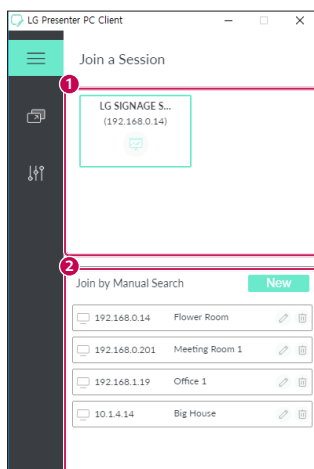 LG Presenter PC Client
Join a Session
1
LG SIGNAGE S...
(192.168.0.14)
2
Join by Manual Search New
192.168.0.14 Flower Room
192.168.0.201 Meeting Room 1
192.168.1.19 Office 1
10.1.4.14 Big House